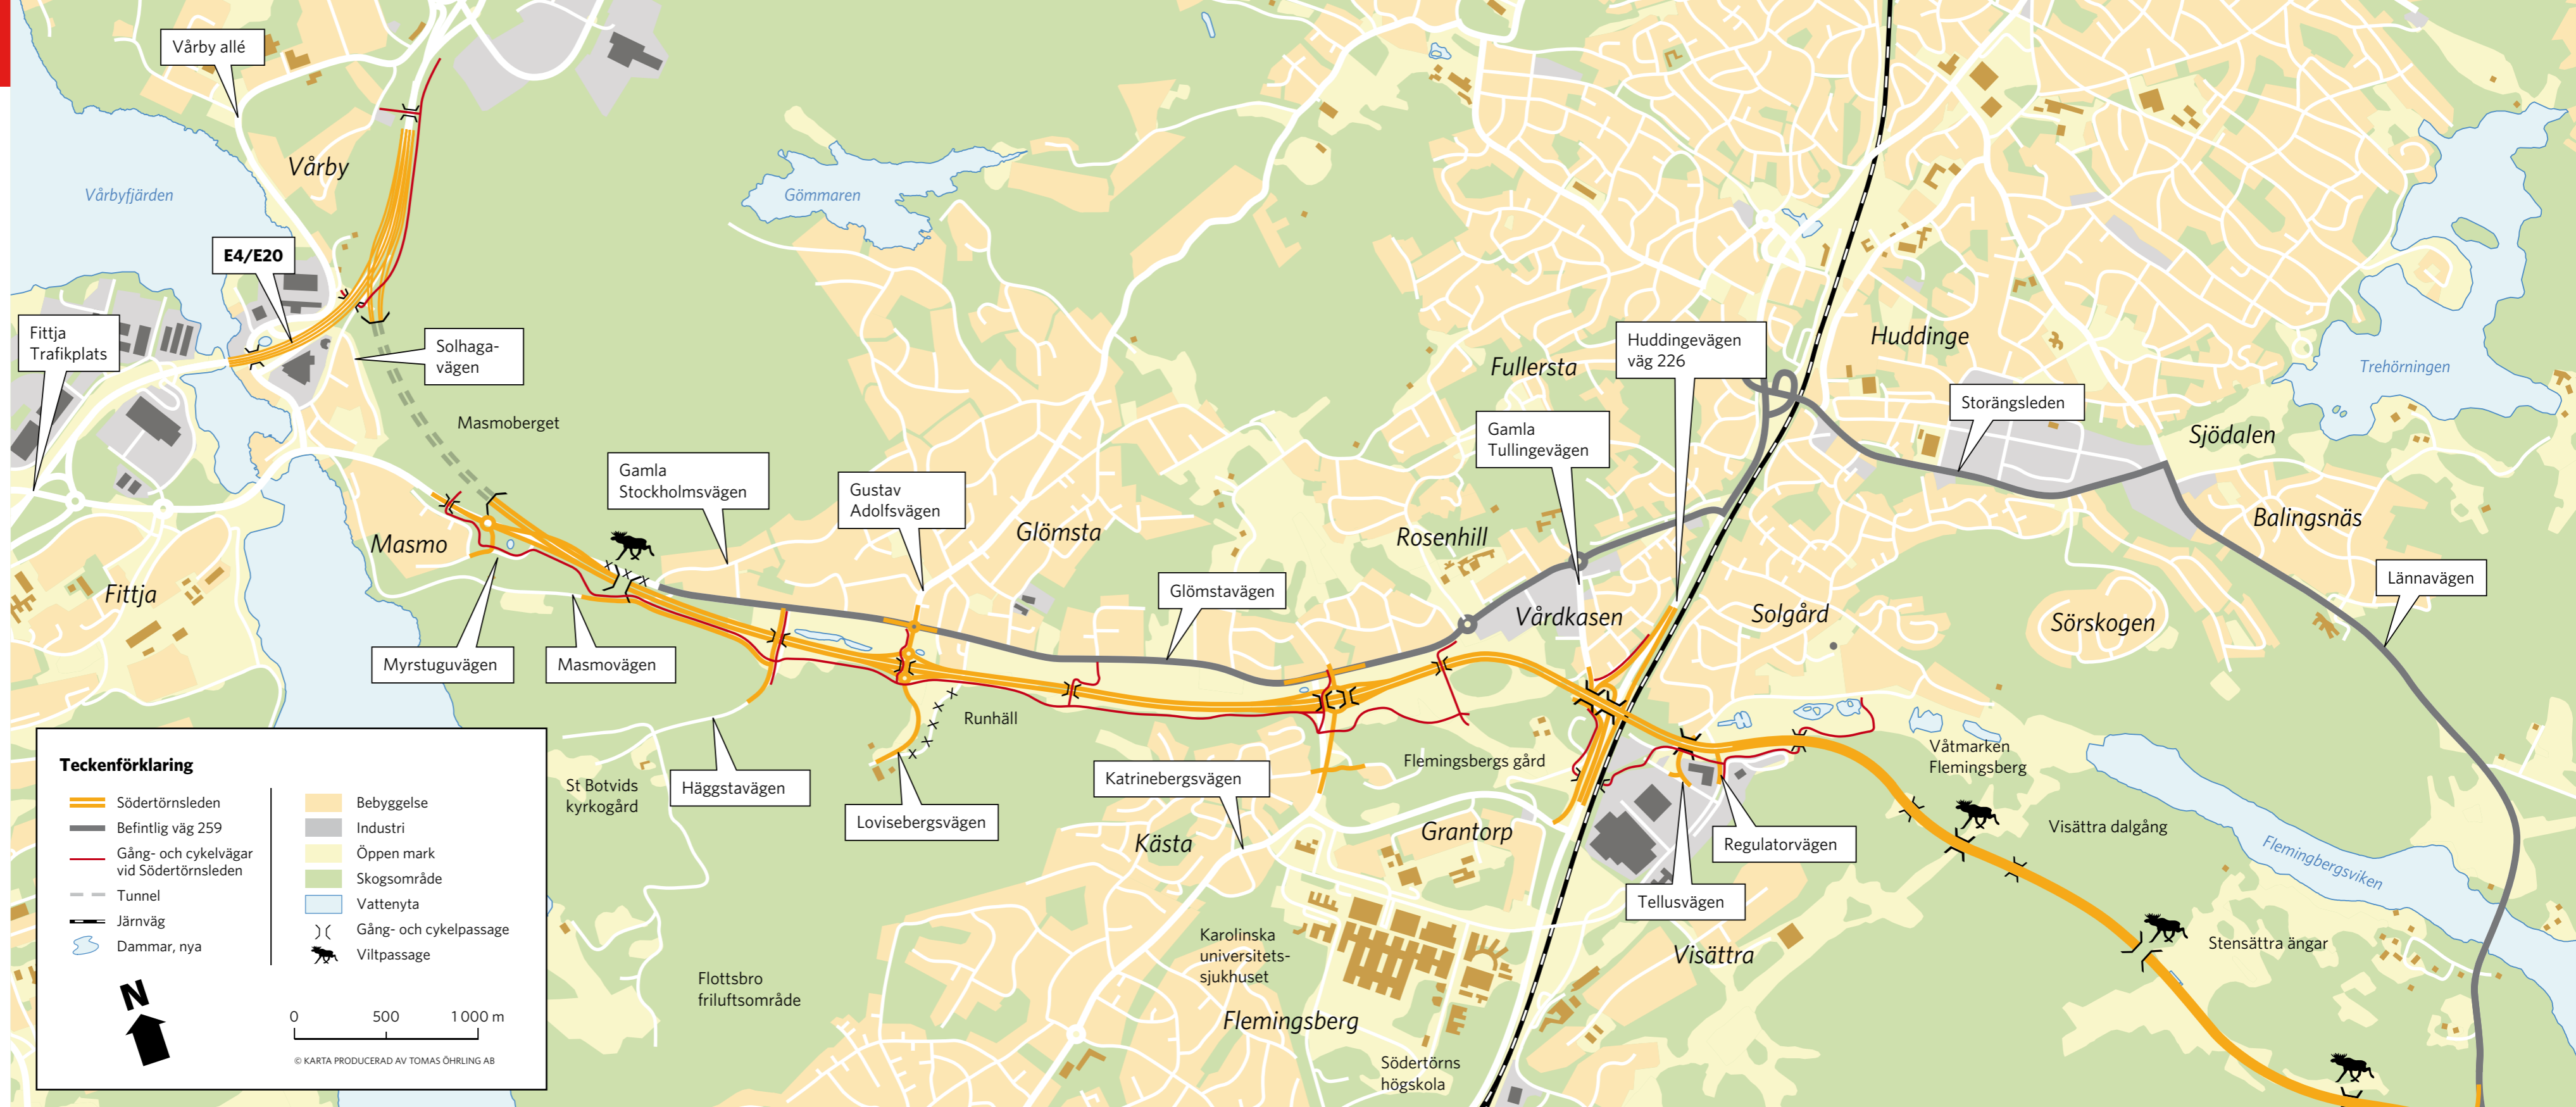 Vårby allé
Vårby
Vårbyfjärden
E4/E20
Fittja
Trafikplats
Solhaga-
vägen
Masmoberget
Gömmaren
Gamla
Stockholmsvägen
Gustav
Adolfsvägen
Glömsta
Masmo
Fittja
Myrstuguvägen
Masmovägen
Glömstavägen
Fullersta
Huddingevägen
väg 226
Huddinge
Gamla
Tullingevägen
Storängsleden
Trehörningen
Sjödalen
Rosenhill
Balingsnäs
Lännavägen
Vårdkasen
Solgård
Sörskogen
Runhäll
St Botvids
kyrkogård
Häggstavägen
Lovisebergsvägen
Katrinebergsvägen
Flemingsbergs gård
Kästa
Grantorp
Regulatorvägen
Tellusvägen
Våtmarken
Flemingsberg
Visättra dalgång
Flemingbergsviken
Stensättra ängar
Visättra
Karolinska
universitets-
sjukhuset
Flemingsberg
Södertörns
högskola
Flottsbro
friluftsområde
Teckenförklaring
Södertörnsleden
Befintlig väg 259
Gång- och cykelvägar
vid Södertörnsleden
Tunnel
Järnväg
Dammar, nya
Bebyggelse
Industri
Öppen mark
Skogsområde
Vattenyta
Gång- och cykelpassage
Viltpassage
N
0 500 1 000 m
© KARTA PRODUCERAD AV TOMAS ÖHRLING AB